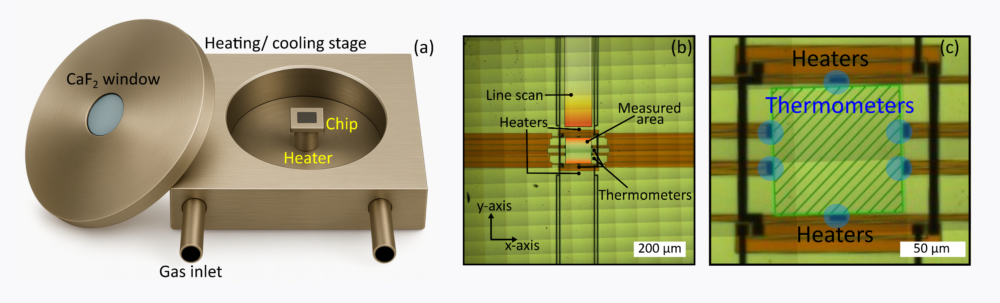 Heating/ cooling stage
(a)
CaF₂ window
Chip
Heater
Gas inlet
(b)
Line scan
Measured
area
Heaters
Thermometers
y-axis
x-axis
200 µm
(c)
Heaters
Thermometers
Heaters
50 µm